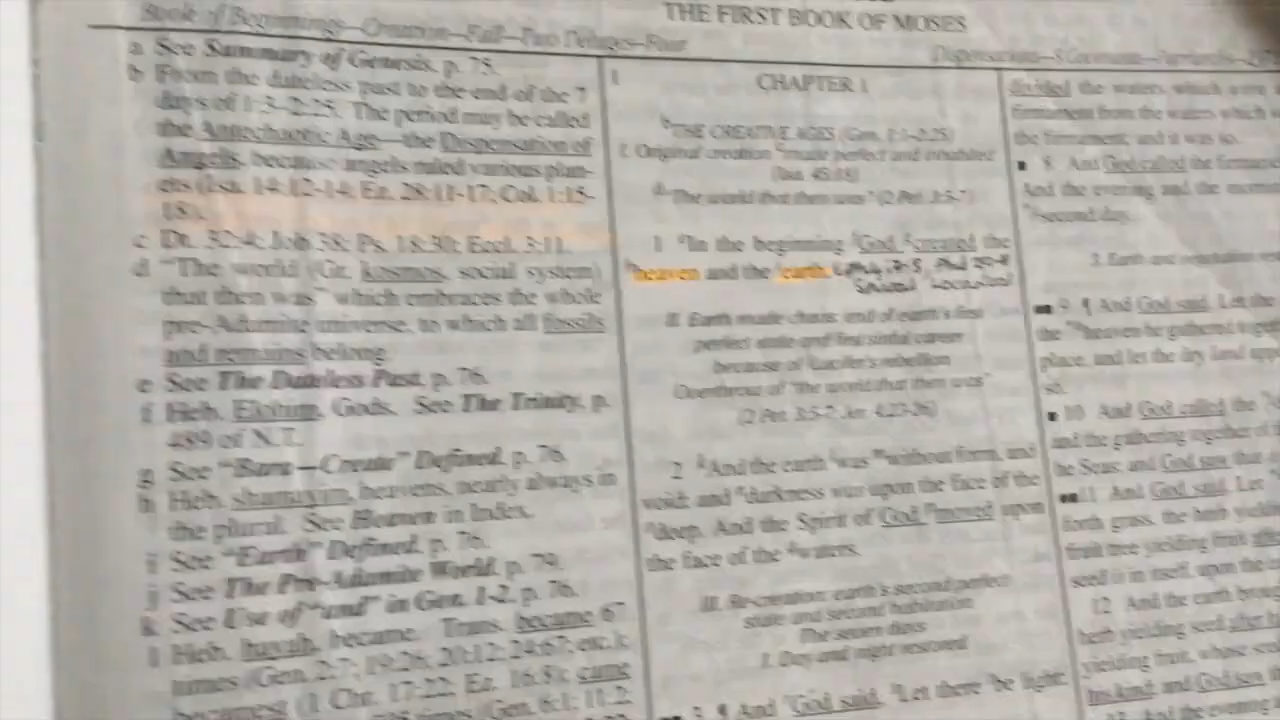 THE FIRST BOOK OF MOSES
Book of Beginnings—Creation—Fall—Two Deluges—Four
Dispensations—8 Covenants—
a See Summary of Genesis, p. 75.
b From the dateless past to the end of the 7
days of 1:3–2:25. The period may be called
the Antechaotic Age—the Dispensation of
Angels, because angels ruled various plan-
ets (Isa. 14:12-14; Ez. 28:11-17; Col. 1:15-
18).
c Dt. 32:4; Job 38; Ps. 18:30; Eccl. 3:11.
d "The world (Gr. kosmos, social system)
that then was" which embraces the whole
pre-Adamite universe, to which all fossils
and remains belong.
e See The Dateless Past, p. 76.
f Heb. Elohim, Gods. See The Trinity, p.
489 of N.T.
g See "Bara—Create" Defined, p. 76.
h Heb. shamayim, heavens, nearly always in
the plural. See Heaven in Index.
i See "Earth" Defined, p. 76.
j See The Pre-Adamite World, p. 79.
k See Use of "and" in Gen. 1-2, p. 76.
l Heb. hayah, became. Trans. became 67
times (Gen. 2:7; 19:26; 20:12; 24:67; etc.);
becamest (1 Chr. 17:22; Ez. 16:8); came
times (Gen. 6:1; 11:2;
1
CHAPTER 1
b THE CREATIVE AGES (Gen. 1:1–2:25)
I. Original creation c made perfect and inhabited
(Isa. 45:18)
d "The world that then was" (2 Pet. 3:5-7)
1 e In the beginning f God g created the
h heaven and the i earth.
II. Earth made chaos: end of earth's first
perfect state and first sinful career
because of Lucifer's rebellion
Overthrow of "the world that then was"
(2 Pet. 3:5-7; Jer. 4:23-26)
2 k And the earth l was m without form, and
void; and n darkness was upon the face of the
o deep. And the Spirit of God p moved upon
the face of the q waters.
III. Re-creation: earth's second perfect
state and second habitation
The seven days
1. Day and night restored
3 ¶ And God said, Let there be light:
divided the waters which
firmament from the waters which
the firmament: and it was so.
8 And God called the firmament
And the evening and the morning
second day.
3. Earth and vegetation
9 ¶ And God said, Let the
the heaven be gathered together
place, and let the dry land appear
so.
10 And God called the
and the gathering together of
he Seas: and God saw that
11 And God said, Let
forth grass, the herb yielding
fruit tree yielding fruit after
seed is in itself, upon the
12 And the earth brought
herb yielding seed after
yielding fruit, whose seed
his kind: and God saw
13 And the evening